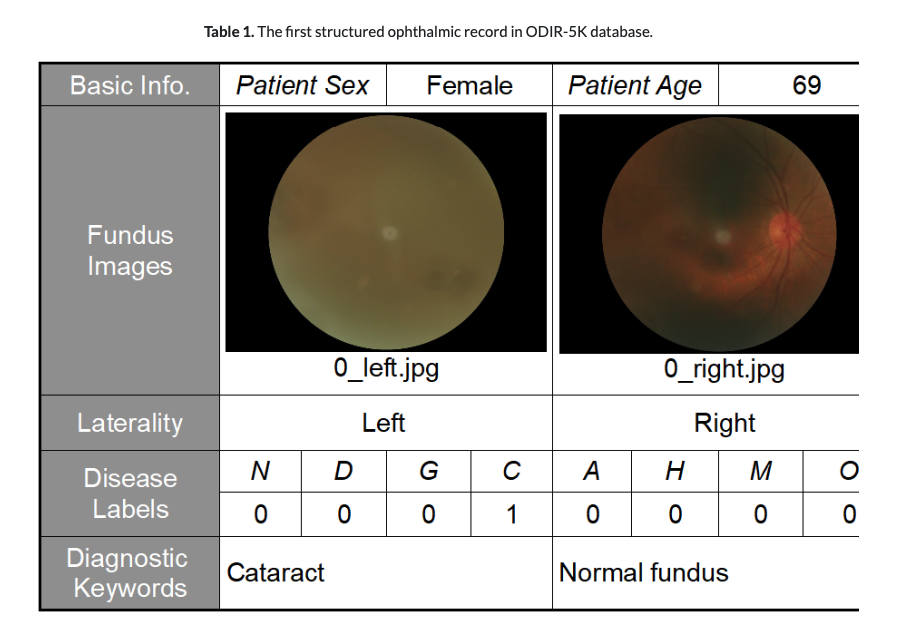 Table 1. The first structured ophthalmic record in ODIR-5K database.
Basic Info. Patient Sex Female Patient Age 69
Fundus
Images
0_left.jpg 0_right.jpg
Laterality Left Right
Disease
Labels
N D G C A H M O
0 0 0 1 0 0 0 0
Diagnostic
Keywords
Cataract Normal fundus